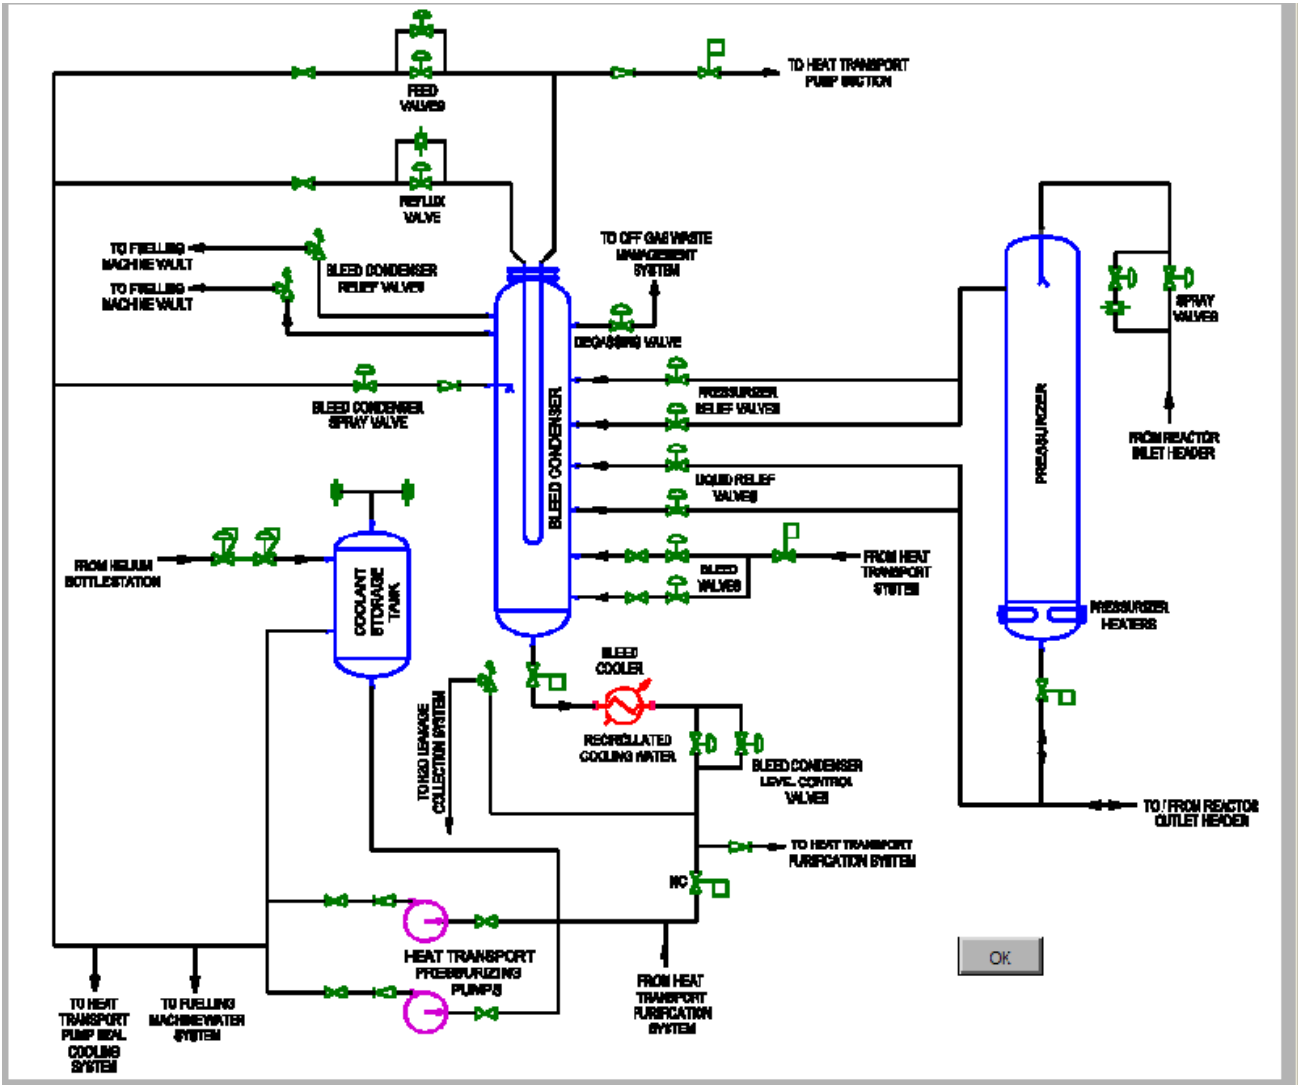 TO HEAT TRANSPORT
PUMP SUCTION
FEED
VALVES
REFLUX
VALVE
TO FUELLING
MACHINE VAULT
TO FUELLING
MACHINE VAULT
BLEED CONDENSER
RELIEF VALVES
TO OFF GAS WASTE
MANAGEMENT
SYSTEM
DEGASSING VALVE
SPRAY
VALVES
BLEED CONDENSER
SPRAY VALVE
PRESSURIZER
RELIEF VALVES
BLEED CONDENSER
PRESSURIZER
FROM REACTOR
INLET HEADER
LIQUID RELIEF
VALVES
FROM HELIUM
BOTTLE STATION
COOLANT
STORAGE
TANK
BLEED
VALVES
FROM HEAT
TRANSPORT
SYSTEM
PRESSURIZER
HEATERS
BLEED
COOLER
TO H2O LEAKAGE
COLLECTION SYSTEM
RECIRCULATED
COOLING WATER
BLEED CONDENSER
LEVEL CONTROL
VALVES
TO / FROM REACTOR
OUTLET HEADER
TO HEAT TRANSPORT
PURIFICATION SYSTEM
NC
HEAT TRANSPORT
PRESSURIZING
PUMPS
OK
FROM HEAT
TRANSPORT
PURIFICATION
SYSTEM
TO HEAT
TRANSPORT
PUMP SEAL
COOLING
SYSTEM
TO FUELLING
MACHINE WATER
SYSTEM